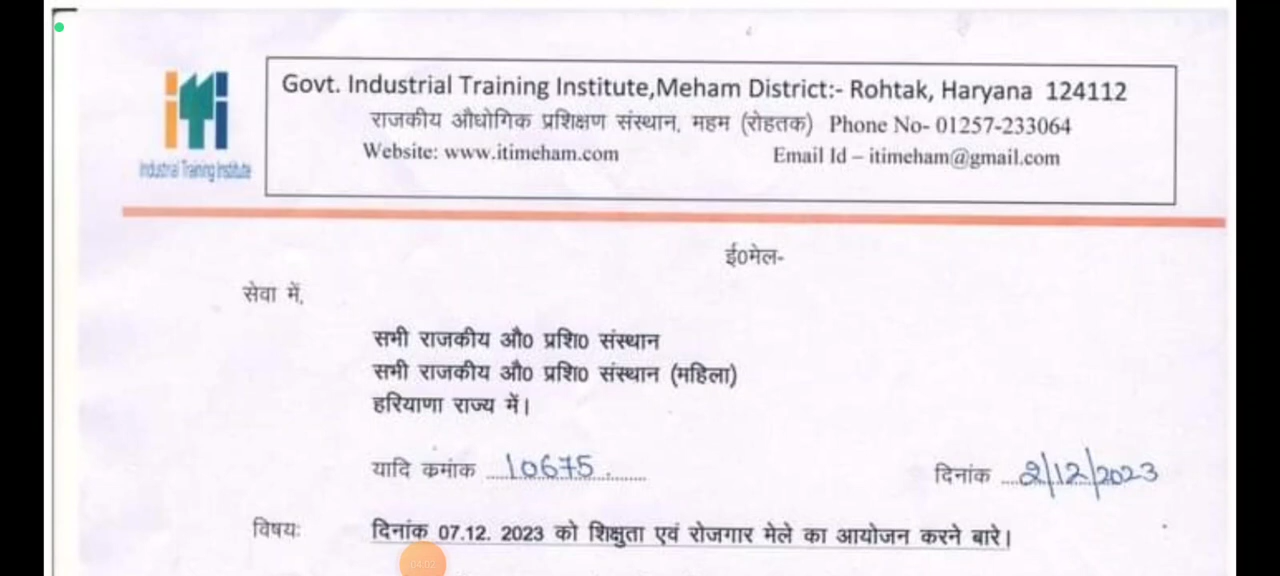 Govt. Industrial Training Institute,Meham District:- Rohtak, Haryana 124112
राजकीय औधोगिक प्रशिक्षण संस्थान, महम (रोहतक) Phone No- 01257-233064
Website: www.itimeham.com Email Id – itimeham@gmail.com
Industrial Training Institute
ई0मेल-
सेवा में,
सभी राजकीय औ0 प्रशि0 संस्थान
सभी राजकीय औ0 प्रशि0 संस्थान (महिला)
हरियाणा राज्य में।
यादि कमांक ...10675........ दिनांक ...2/12/2023
विषयः दिनांक 07.12. 2023 को शिक्षुता एवं रोजगार मेले का आयोजन करने बारे।
04:02